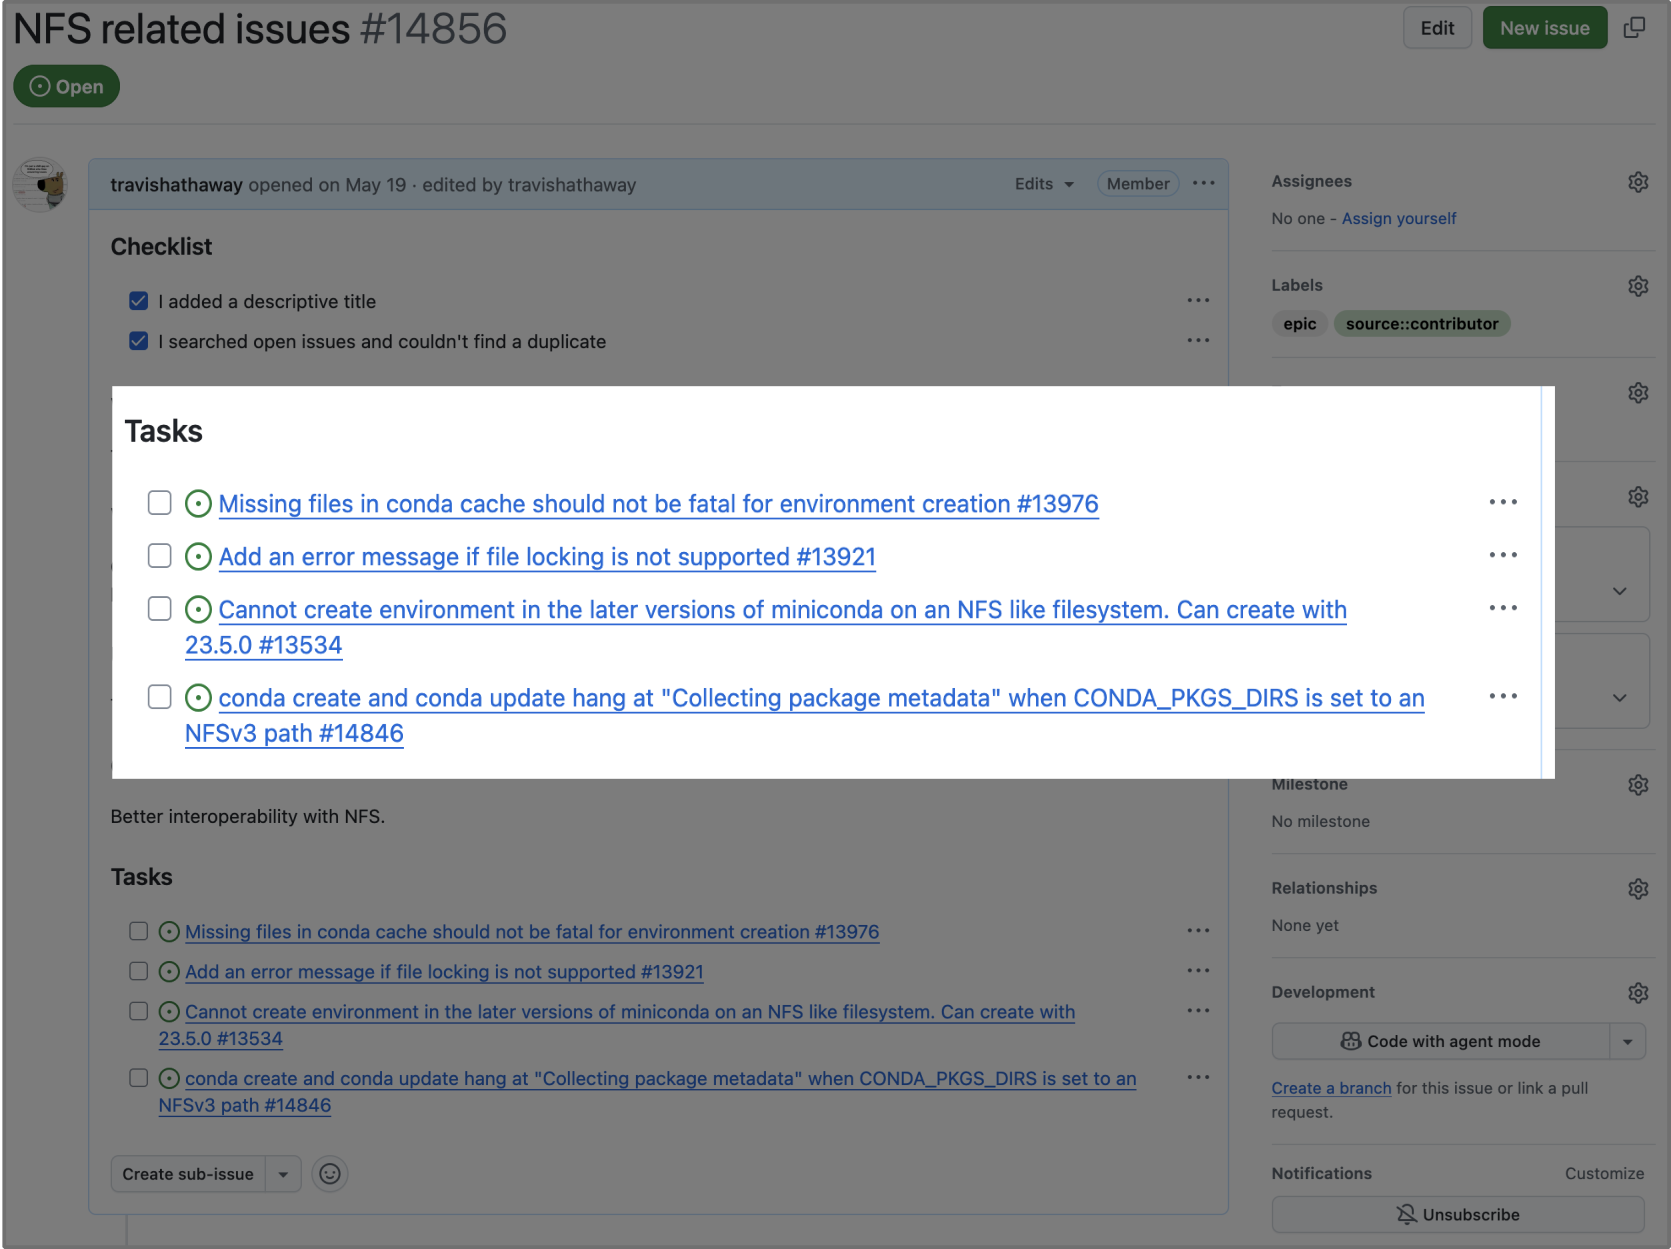 NFS related issues #14856
Edit
New issue
Open
travishathaway opened on May 19 · edited by travishathaway
Edits
Member
Checklist
I added a descriptive title
I searched open issues and couldn't find a duplicate
Tasks
Missing files in conda cache should not be fatal for environment creation #13976
Add an error message if file locking is not supported #13921
Cannot create environment in the later versions of miniconda on an NFS like filesystem. Can create with
23.5.0 #13534
conda create and conda update hang at "Collecting package metadata" when CONDA_PKGS_DIRS is set to an
NFSv3 path #14846
Better interoperability with NFS.
Tasks
Missing files in conda cache should not be fatal for environment creation #13976
Add an error message if file locking is not supported #13921
Cannot create environment in the later versions of miniconda on an NFS like filesystem. Can create with
23.5.0 #13534
conda create and conda update hang at "Collecting package metadata" when CONDA_PKGS_DIRS is set to an
NFSv3 path #14846
Create sub-issue
Assignees
No one - Assign yourself
Labels
epic
source::contributor
Milestone
No milestone
Relationships
None yet
Development
Code with agent mode
Create a branch for this issue or link a pull
request.
Notifications
Customize
Unsubscribe